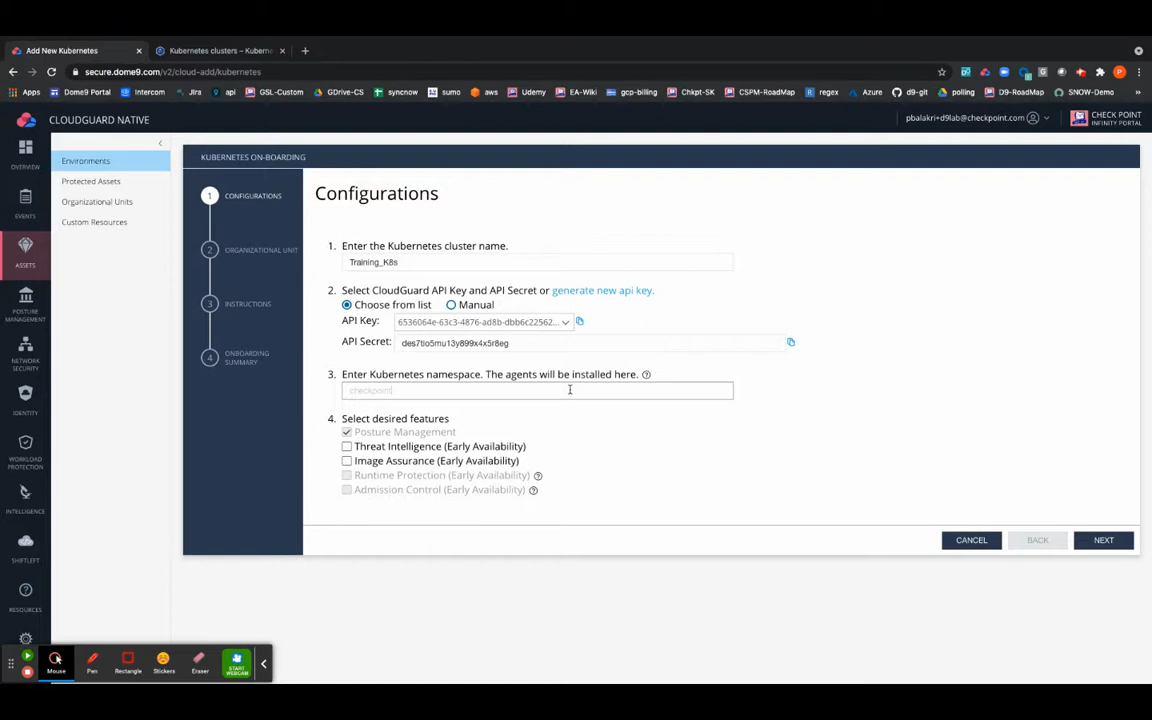 Add New Kubernetes
Kubernetes clusters – Kubern
secure.dome9.com/v2/cloud-add/kubernetes
Apps
Dome9 Portal
Intercom
Jira
api
GSL-Custom
GDrive-CS
syncnow
sumo
aws
Udemy
EA-Wiki
gcp-billing
Chkpt-SK
CSPM-RoadMap
regex
Azure
d9-git
polling
D9-RoadMap
SNOW-Demo
»
CLOUDGUARD NATIVE
pbalakri+d9lab@checkpoint.com
CHECK POINT
INFINITY PORTAL
OVERVIEW
EVENTS
ASSETS
POSTURE
MANAGEMENT
NETWORK
SECURITY
IDENTITY
WORKLOAD
PROTECTION
INTELLIGENCE
SHIFTLEFT
RESOURCES
Environments
Protected Assets
Organizational Units
Custom Resources
KUBERNETES ON-BOARDING
1 CONFIGURATIONS
2 ORGANIZATIONAL UNIT
3 INSTRUCTIONS
4 ONBOARDING
SUMMARY
Configurations
1. Enter the Kubernetes cluster name.
Training_K8s
2. Select CloudGuard API Key and API Secret or generate new api key.
Choose from list Manual
API Key: 6536064e-63c3-4876-ad8b-dbb6c22562...
API Secret: des7tio5mu13y899x4x5r8eg
3. Enter Kubernetes namespace. The agents will be installed here.
checkpoint
4. Select desired features
Posture Management
Threat Intelligence (Early Availability)
Image Assurance (Early Availability)
Runtime Protection (Early Availability)
Admission Control (Early Availability)
CANCEL
BACK
NEXT
Mouse
Pen
Rectangle
Stickers
Eraser
START
WEBCAM